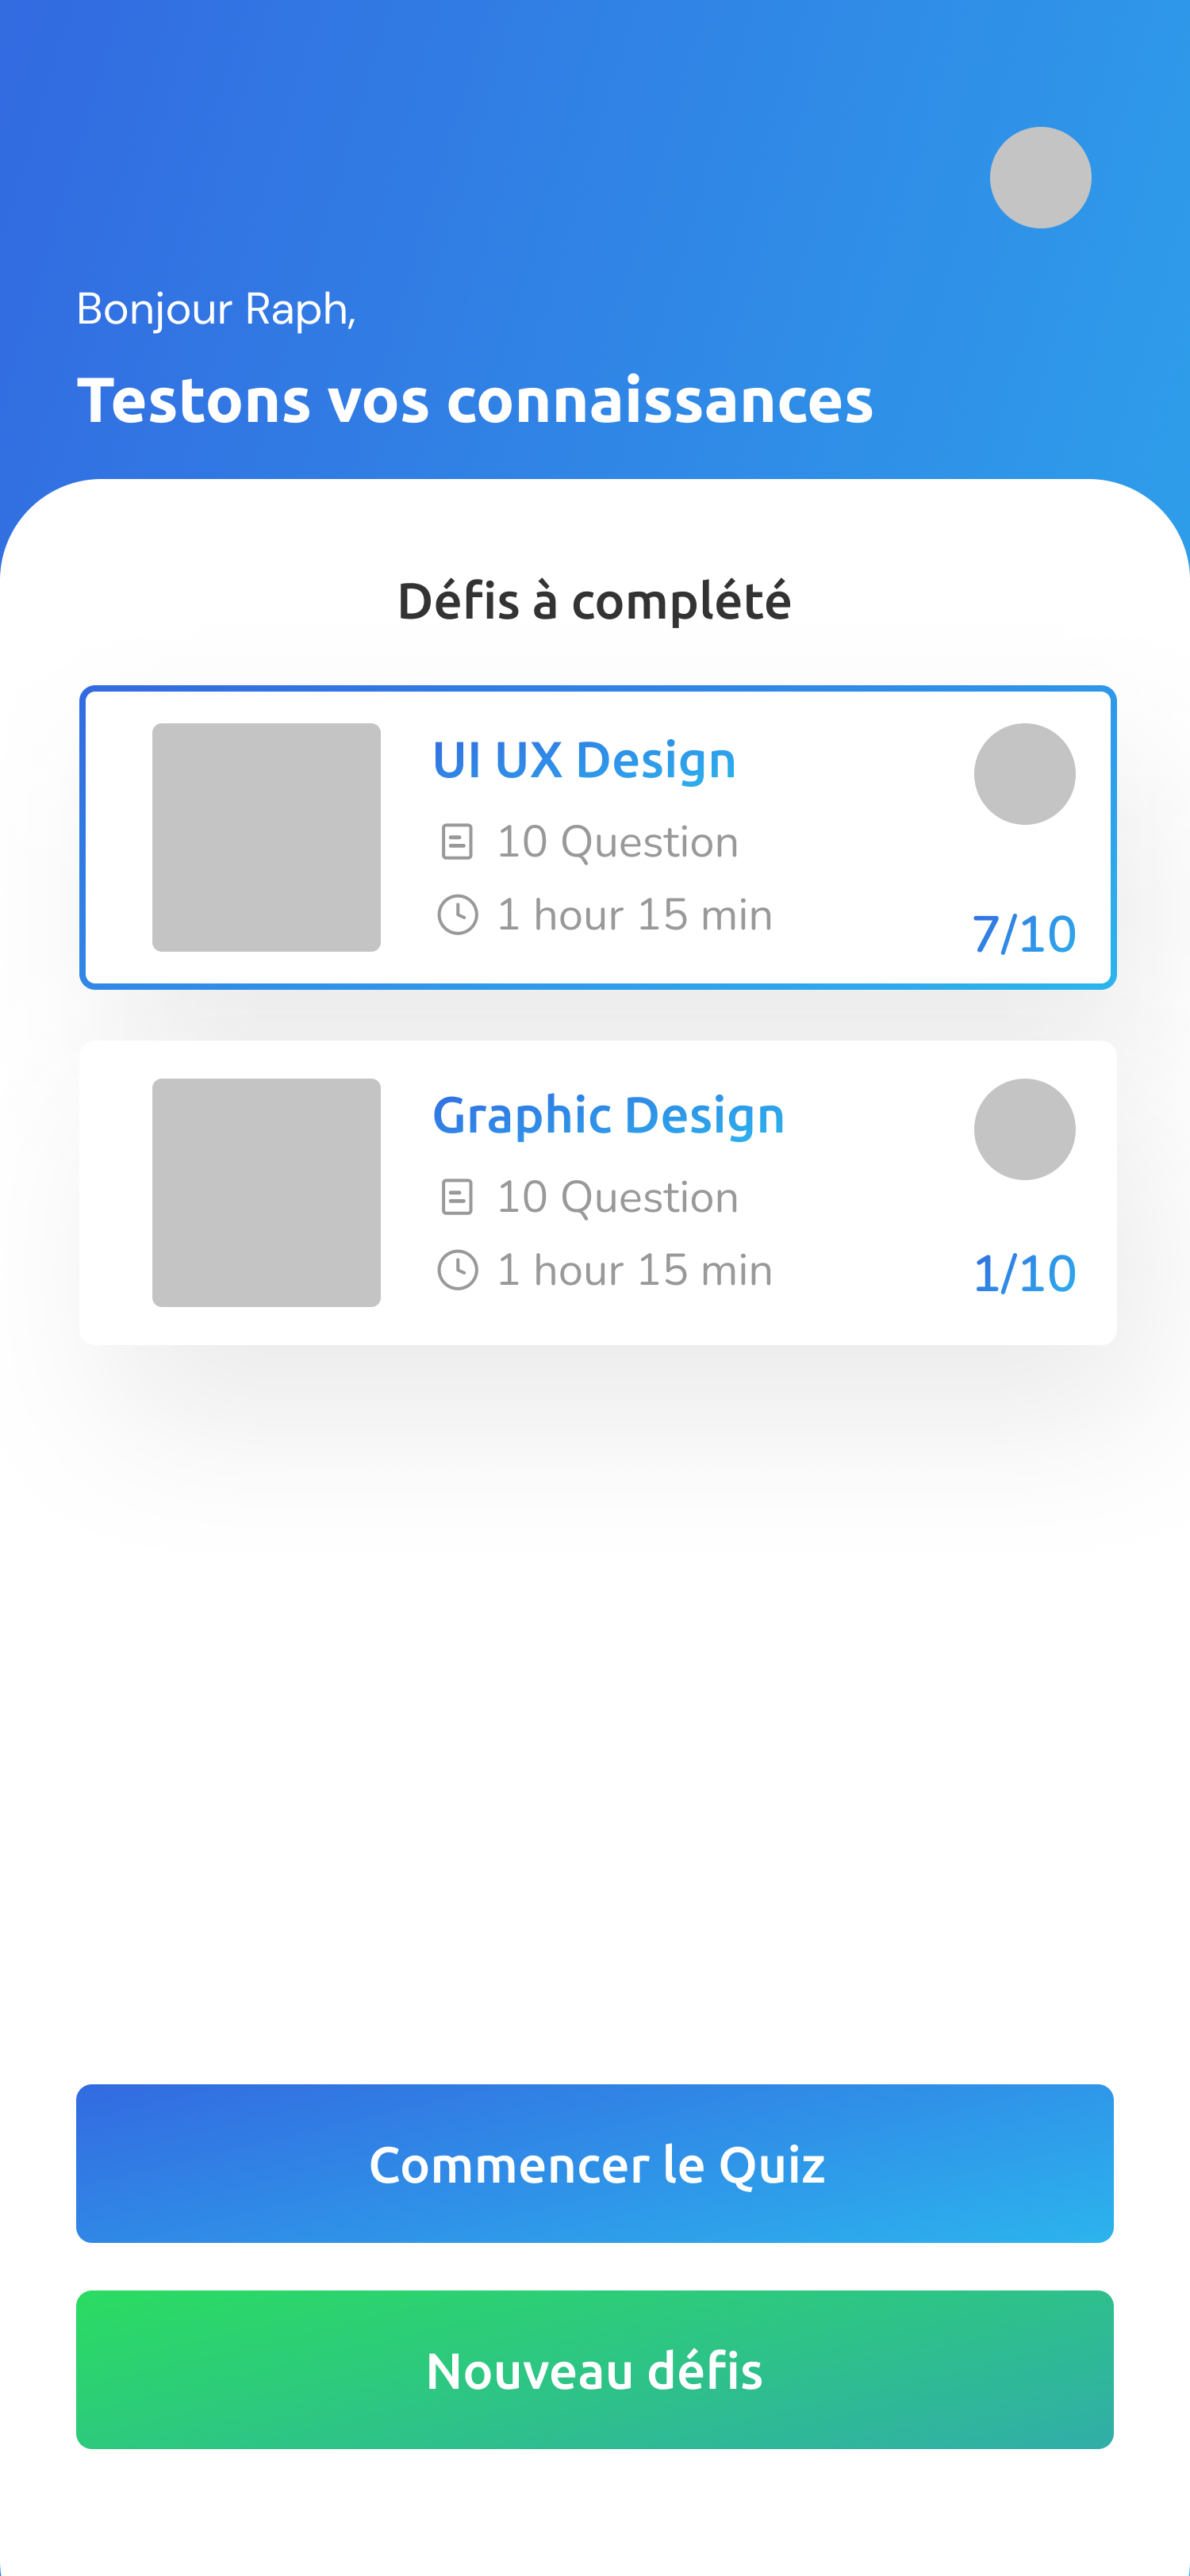 Bonjour Raph,
Testons vos connaissances
Défis à complété
UI UX Design
10 Question
1 hour 15 min
7/10
Graphic Design
10 Question
1 hour 15 min
1/10
Commencer le Quiz
Nouveau défis